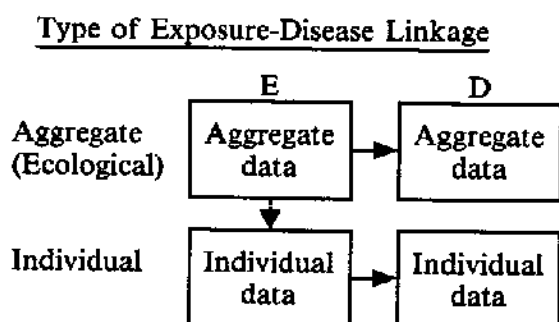 Type of Exposure-Disease Linkage
E D
Aggregate (Ecological) Aggregate data Aggregate data
Individual Individual data Individual data